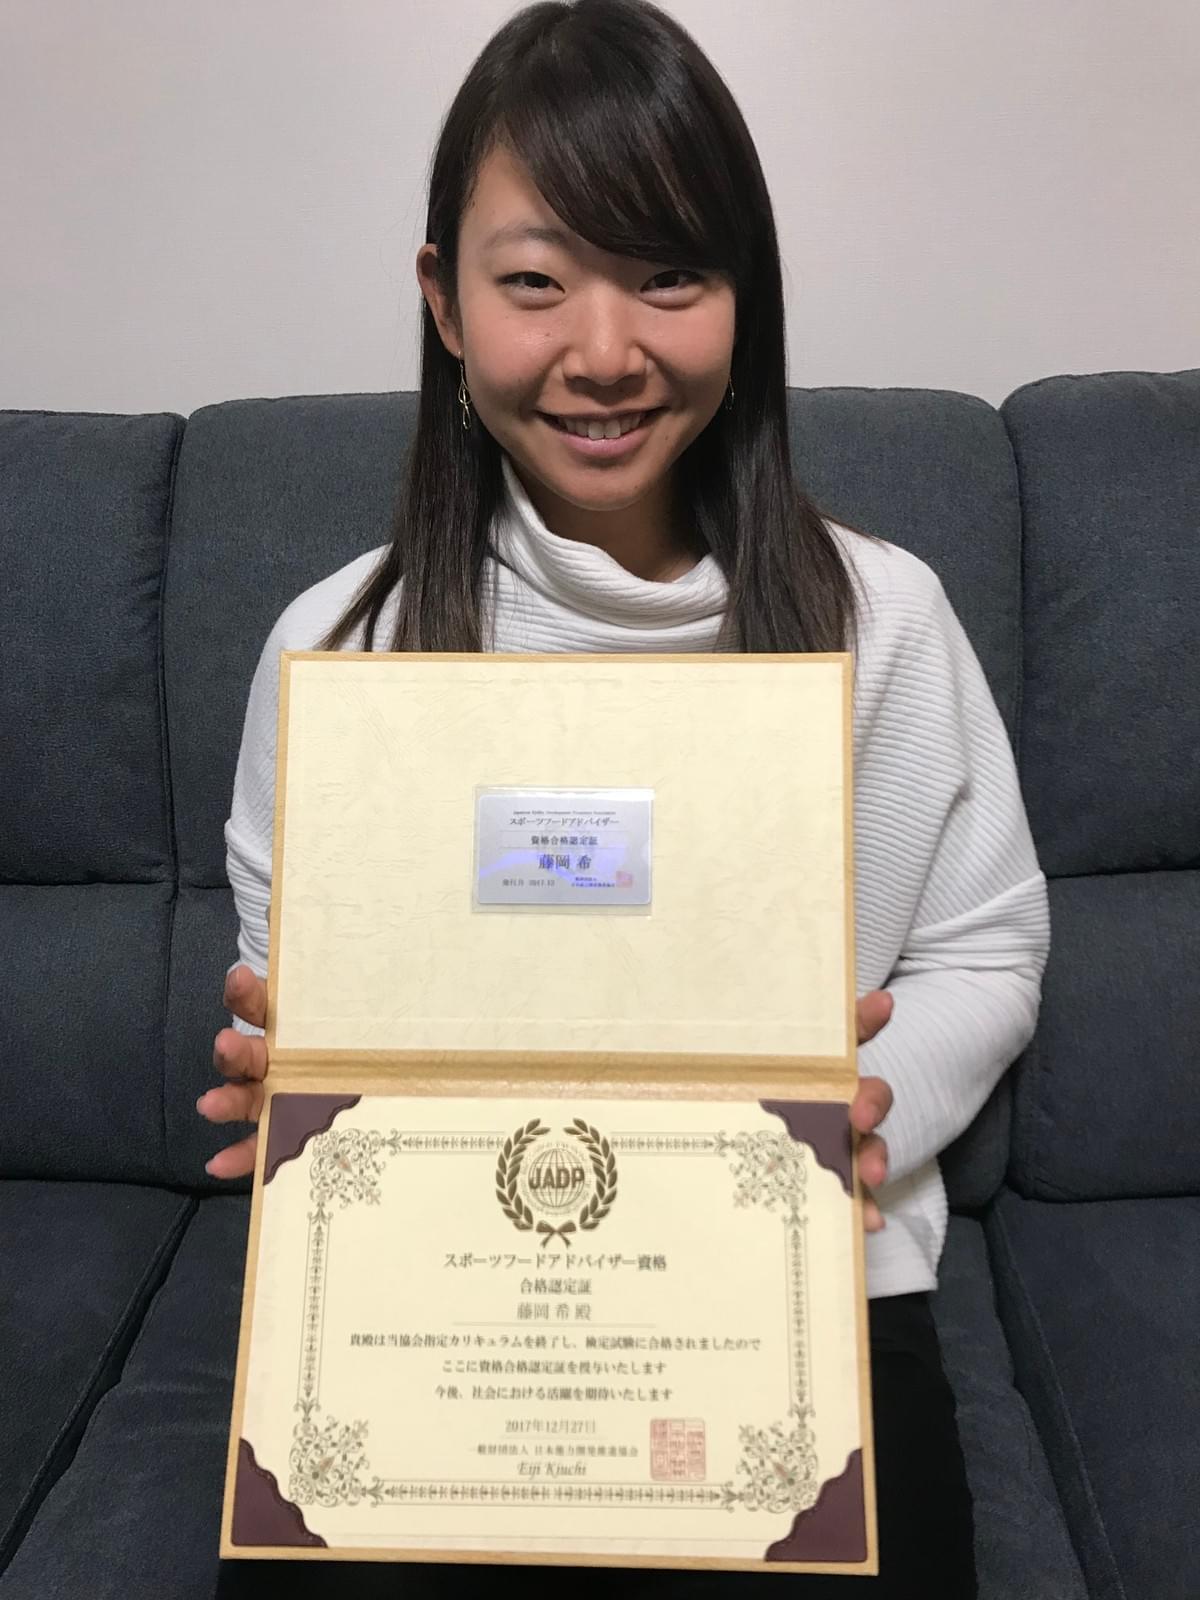 スポーツフードアドバイザー
資格合格認定証
藤岡 希
発行月 2017.12
JADP
スポーツフードアドバイザー資格
合格認定証
藤岡 希 殿
貴殿は当協会指定カリキュラムを終了し、検定試験に合格されましたので
ここに資格合格認定証を授与いたします
今後、社会における活躍を期待いたします
2017年12月27日
一般財団法人 日本能力開発推進協会
Eiji Kiuchi